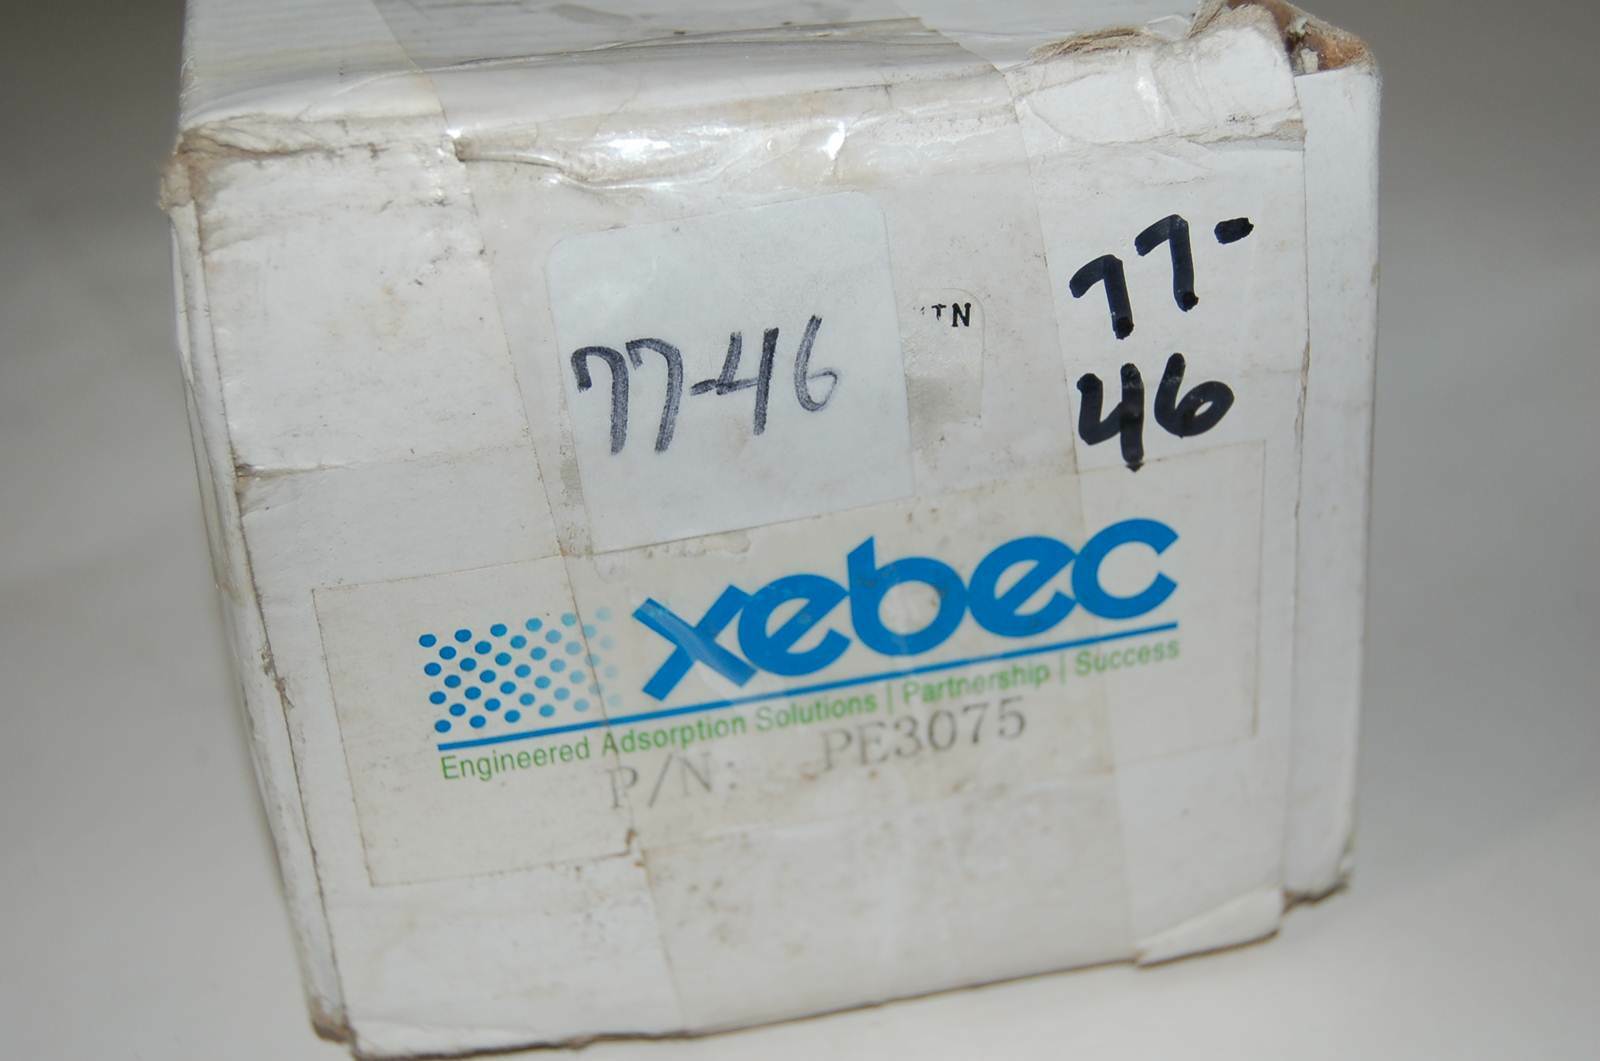 77-46
77-
46
xebec
Engineered Adsorption Solutions | Partnership | Success
P/N: PE3075